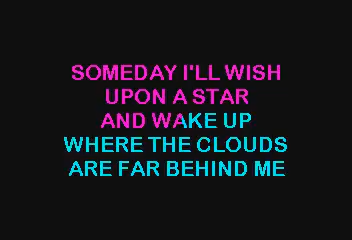 SOMEDAY I'LL WISH
UPON A STAR
AND WAKE UP
WHERE THE CLOUDS
ARE FAR BEHIND ME